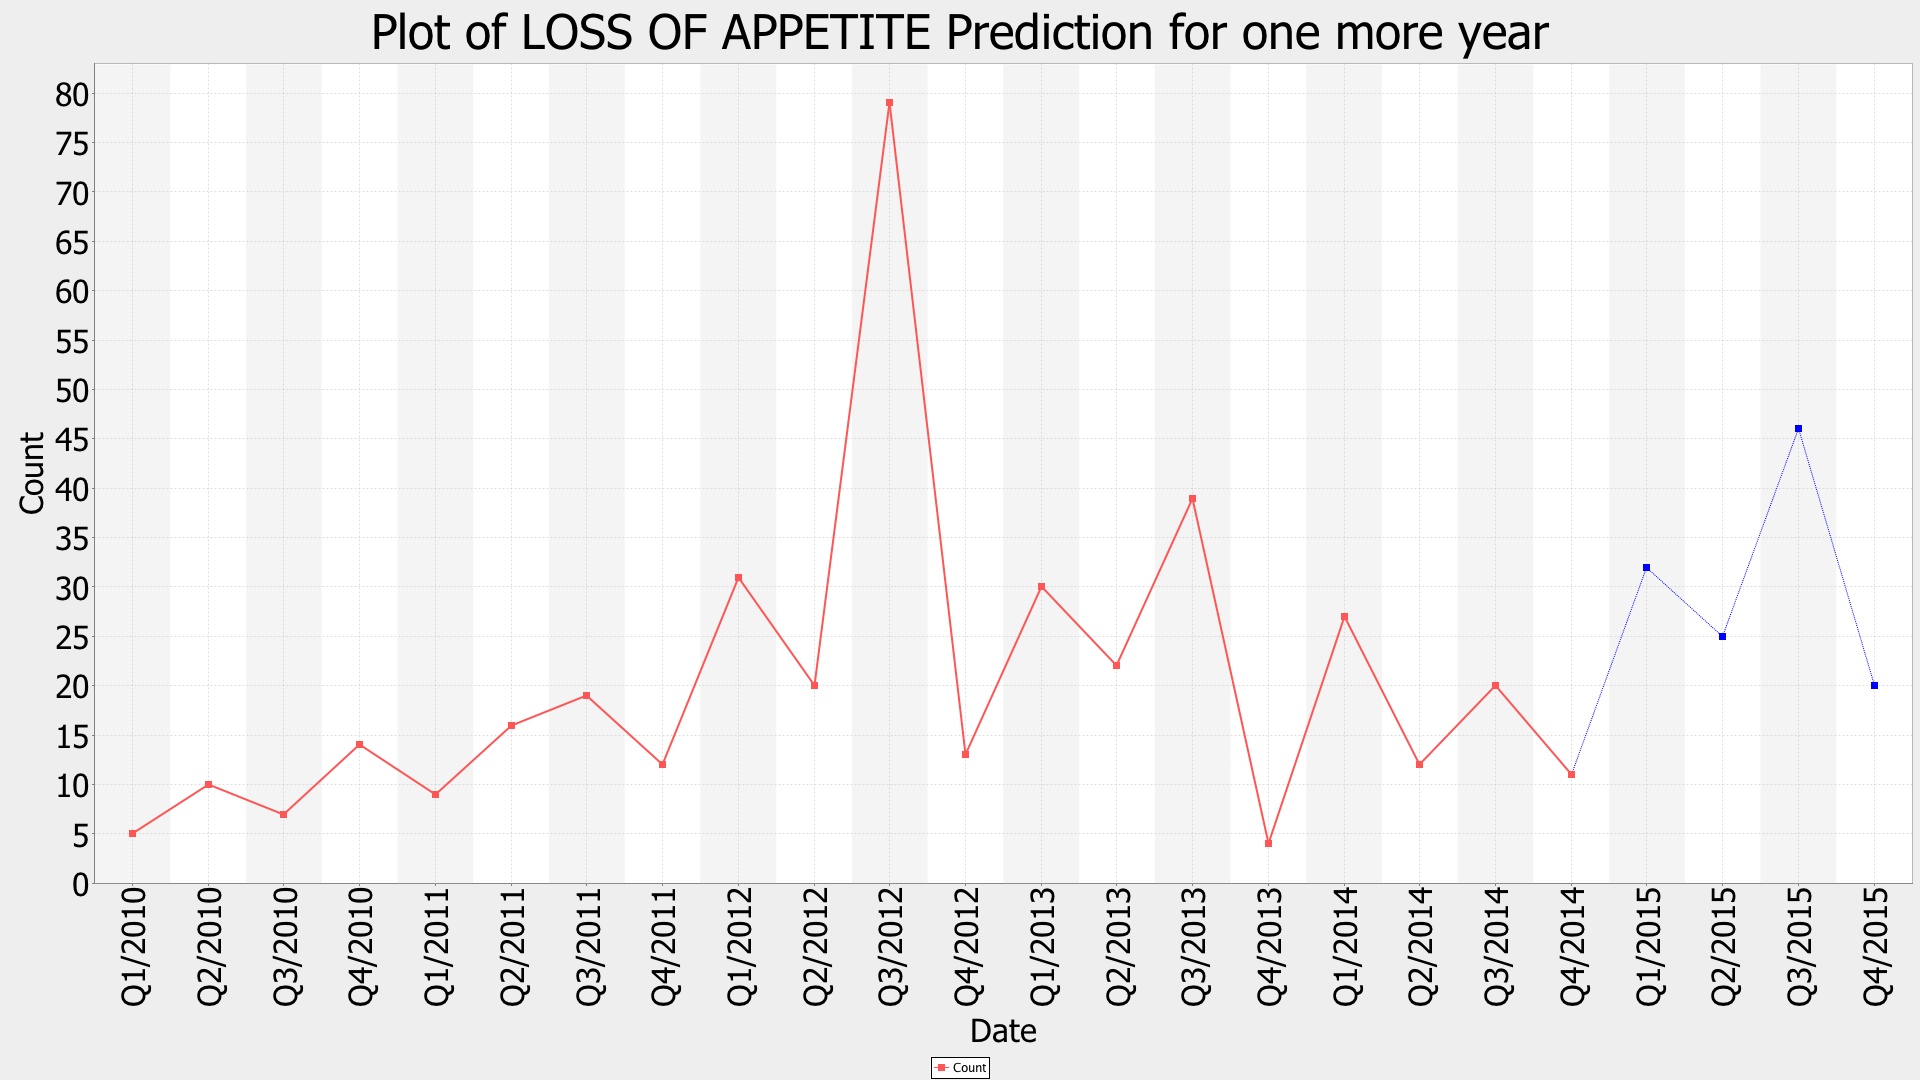 Plot of LOSS OF APPETITE Prediction for one more year
Count
80
75
70
65
60
55
50
45
40
35
30
25
20
15
10
5
0
Q1/2010
Q2/2010
Q3/2010
Q4/2010
Q1/2011
Q2/2011
Q3/2011
Q4/2011
Q1/2012
Q2/2012
Q3/2012
Q4/2012
Q1/2013
Q2/2013
Q3/2013
Q4/2013
Q1/2014
Q2/2014
Q3/2014
Q4/2014
Q1/2015
Q2/2015
Q3/2015
Q4/2015
Date
Count